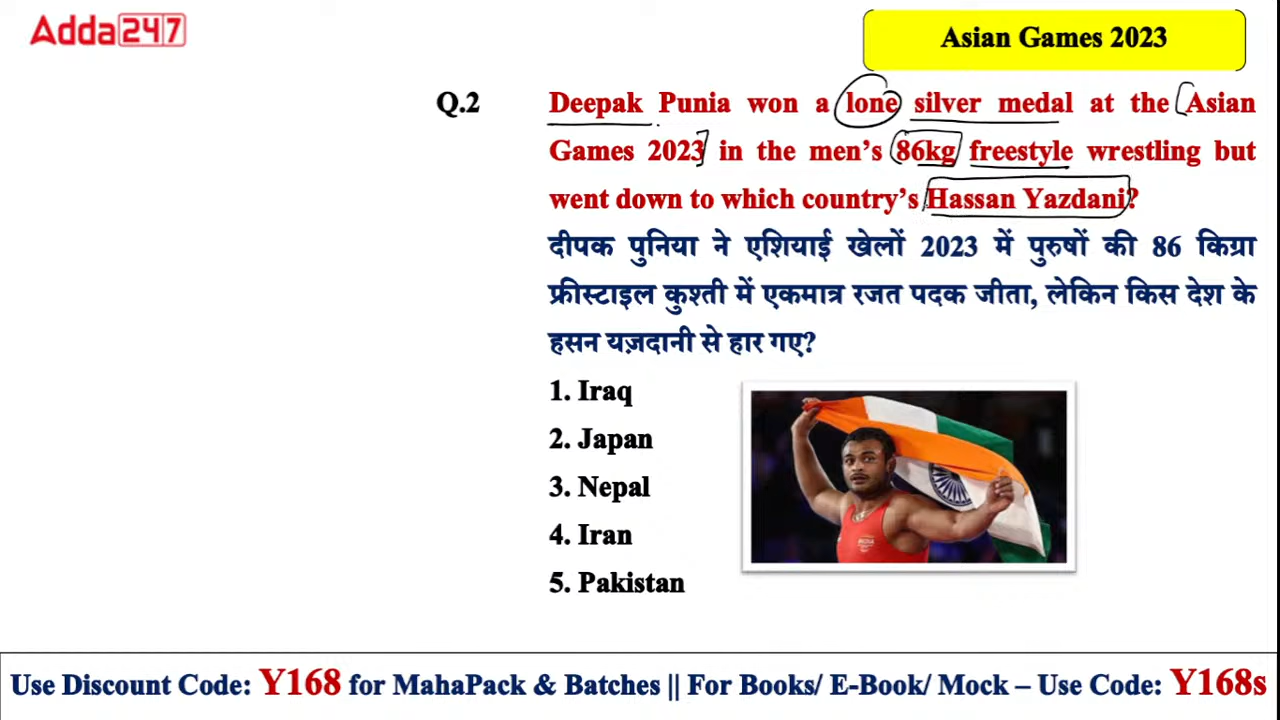 Adda247
Asian Games 2023
Q.2 Deepak Punia won a lone silver medal at the Asian
Games 2023 in the men's 86kg freestyle wrestling but
went down to which country's Hassan Yazdani?
दीपक पुनिया ने एशियाई खेलों 2023 में पुरुषों की 86 किग्रा
फ्रीस्टाइल कुश्ती में एकमात्र रजत पदक जीता, लेकिन किस देश के
हसन यज़दानी से हार गए?
1. Iraq
2. Japan
3. Nepal
4. Iran
5. Pakistan
INDIA
Use Discount Code: Y168 for MahaPack & Batches || For Books/ E-Book/ Mock – Use Code: Y168s